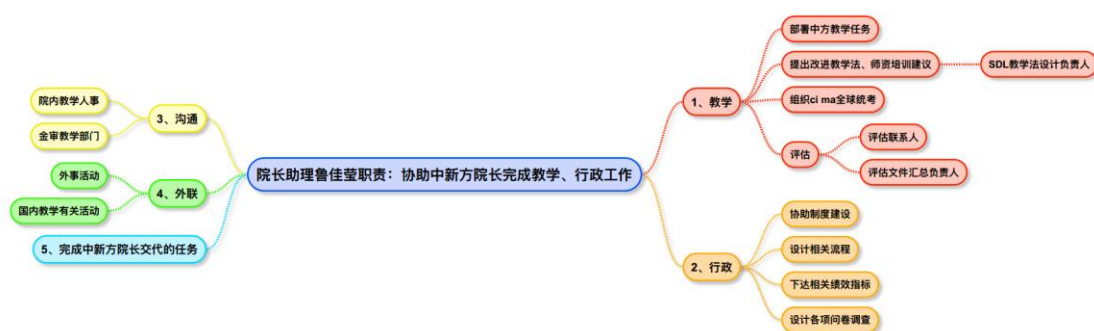 院长助理鲁佳莹职责：协助中新方院长完成教学、行政工作
1、教学
部署中方教学任务
提出改进教学法、师资培训建议
SDL教学法设计负责人
组织ci ma全球统考
评估
评估联系人
评估文件汇总负责人
2、行政
协助制度建设
设计相关流程
下达相关绩效指标
设计各项问卷调查
3、沟通
院内教学人事
金审教学部门
4、外联
外事活动
国内教学有关活动
5、完成中新方院长交代的任务